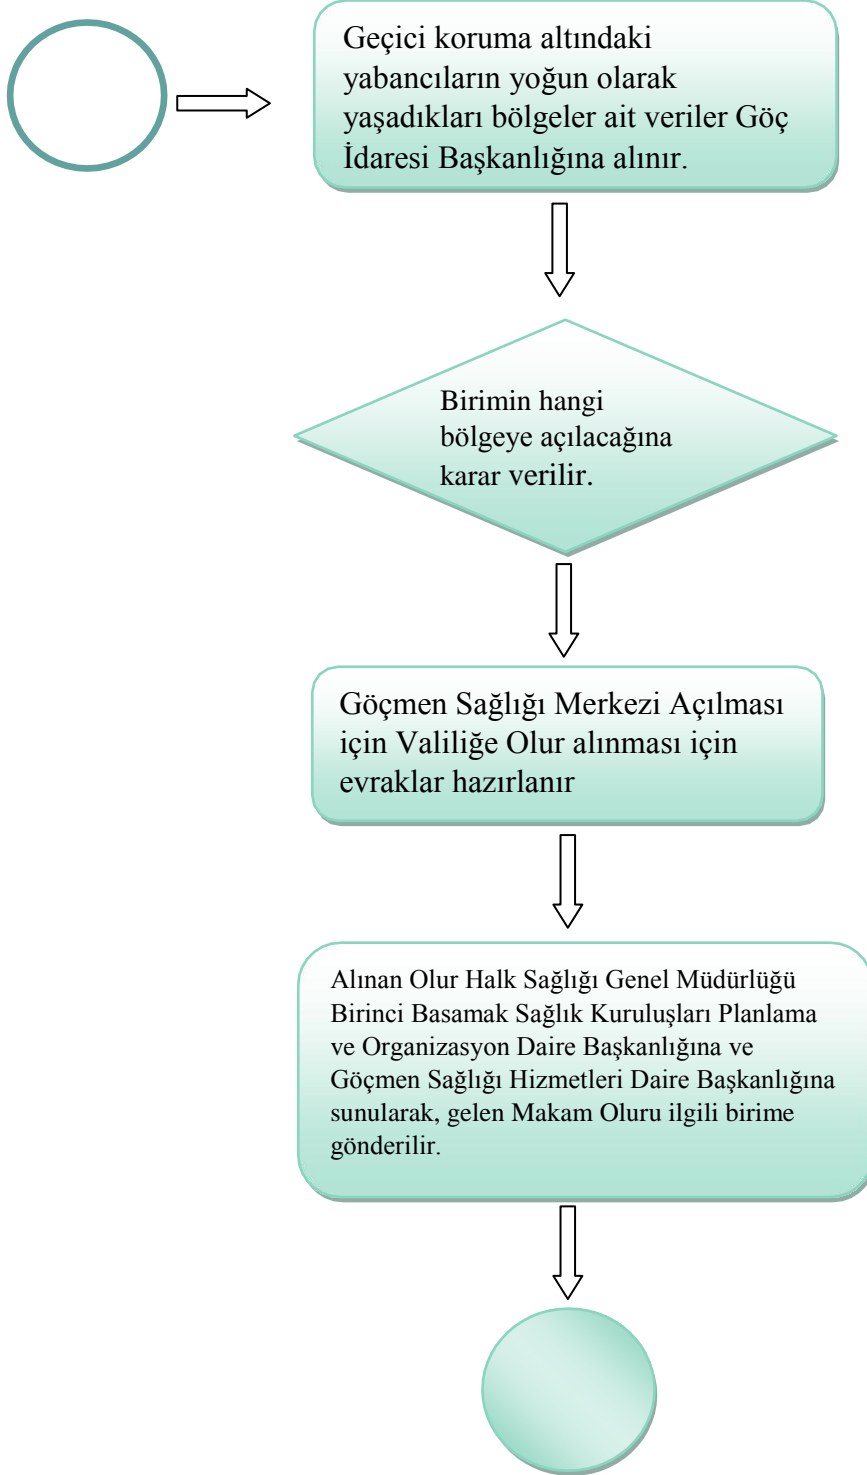 Geçici koruma altındaki
yabancıların yoğun olarak
yaşadıkları bölgeler ait veriler Göç
İdaresi Başkanlığına alınır.
Birimin hangi
bölgeye açılacağına
karar verilir.
Göçmen Sağlığı Merkezi Açılması
için Valiliğe Olur alınması için
evraklar hazırlanır
Alınan Olur Halk Sağlığı Genel Müdürlüğü
Birinci Basamak Sağlık Kuruluşları Planlama
ve Organizasyon Daire Başkanlığına ve
Göçmen Sağlığı Hizmetleri Daire Başkanlığına
sunularak, gelen Makam Oluru ilgili birime
gönderilir.